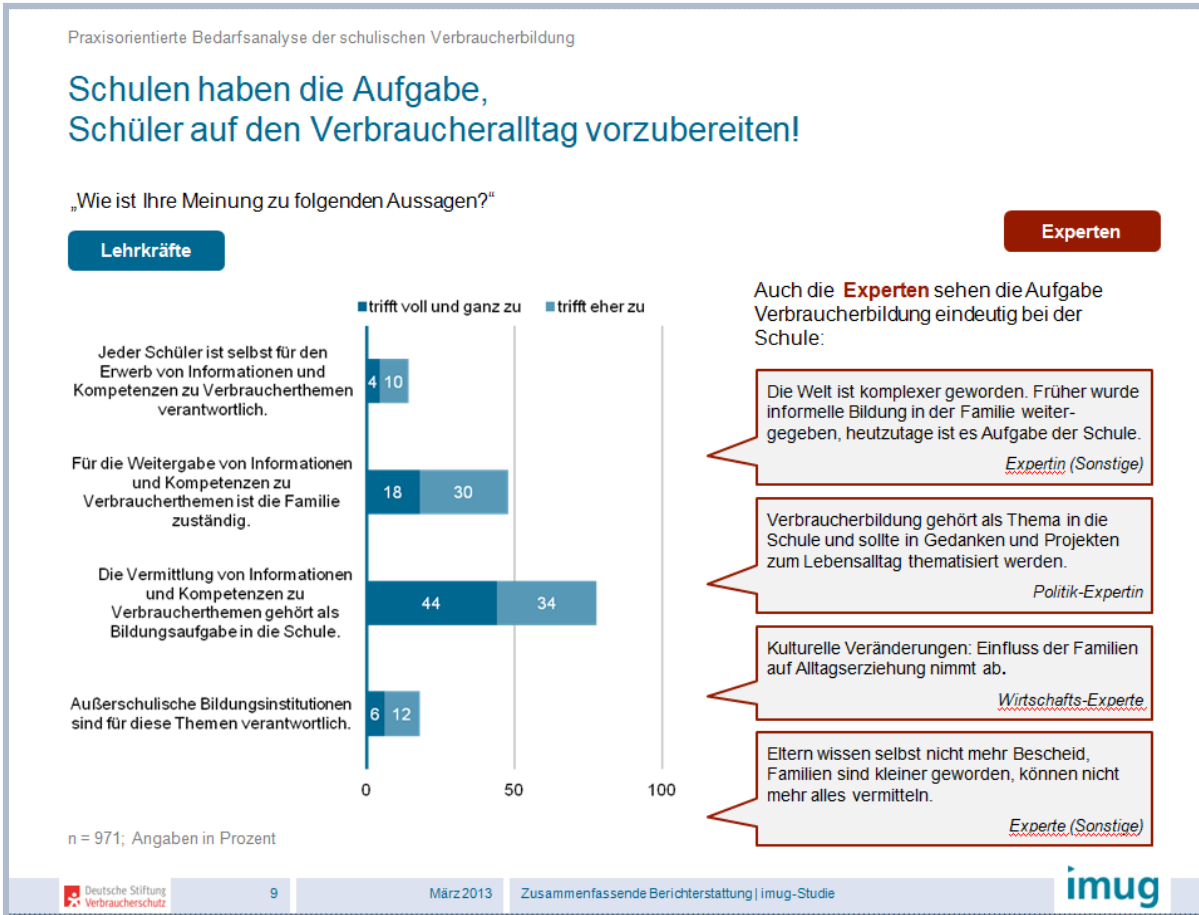 Praxisorientierte Bedarfsanalyse der schulischen Verbraucherbildung
Schulen haben die Aufgabe,
Schüler auf den Verbraucheralltag vorzubereiten!
„Wie ist Ihre Meinung zu folgenden Aussagen?“
Lehrkräfte
trifft voll und ganz zu trifft eher zu
Jeder Schüler ist selbst für den
Erwerb von Informationen und
Kompetenzen zu Verbraucherthemen
verantwortlich.
4 10
Für die Weitergabe von Informationen
und Kompetenzen zu
Verbraucherthemen ist die Familie
zuständig.
18 30
Die Vermittlung von Informationen
und Kompetenzen zu
Verbraucherthemen gehört als
Bildungsaufgabe in die Schule.
44 34
Außerschulische Bildungsinstitutionen
sind für diese Themen verantwortlich.
6 12
0 50 100
n = 971; Angaben in Prozent
Experten
Auch die Experten sehen die Aufgabe
Verbraucherbildung eindeutig bei der
Schule:
Die Welt ist komplexer geworden. Früher wurde
informelle Bildung in der Familie weiter-
gegeben, heutzutage ist es Aufgabe der Schule.
Expertin (Sonstige)
Verbraucherbildung gehört als Thema in die
Schule und sollte in Gedanken und Projekten
zum Lebensalltag thematisiert werden.
Politik-Expertin
Kulturelle Veränderungen: Einfluss der Familien
auf Alltagserziehung nimmt ab.
Wirtschafts-Experte
Eltern wissen selbst nicht mehr Bescheid,
Familien sind kleiner geworden, können nicht
mehr alles vermitteln.
Experte (Sonstige)
Deutsche Stiftung
Verbraucherschutz
9
März 2013
Zusammenfassende Berichterstattung | imug-Studie
imug